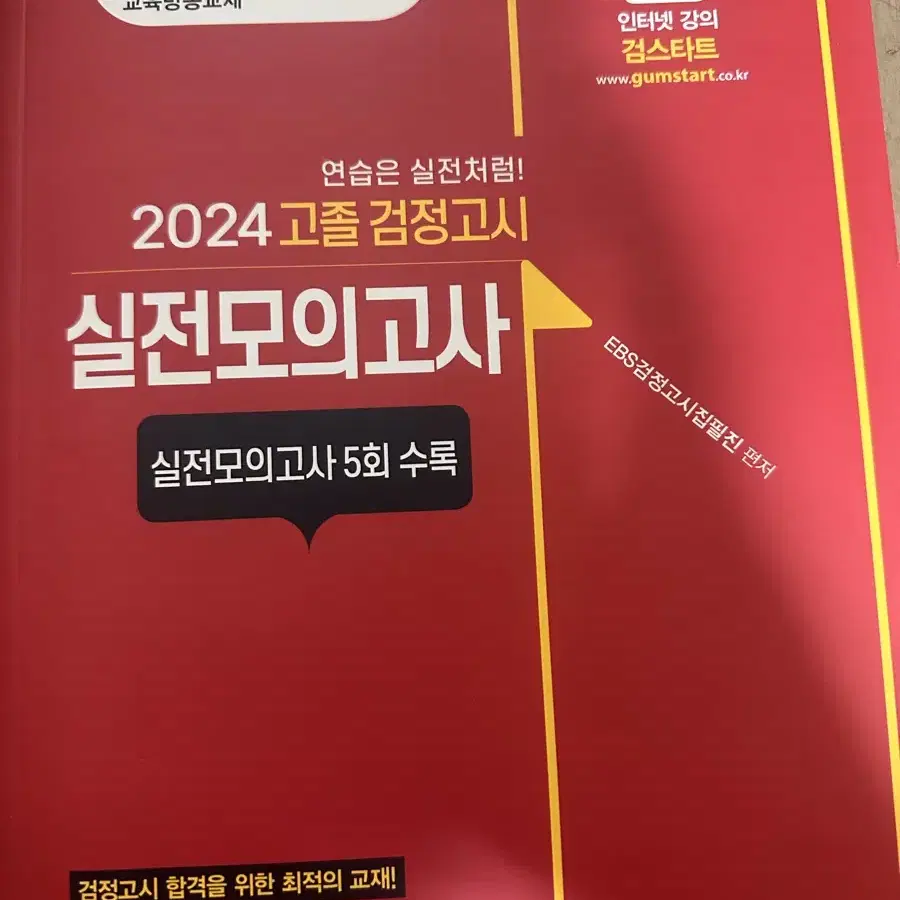 교육방송교재
인터넷 강의
검스타트
www.gumstart.co.kr
연습은 실전처럼!
2024 고졸 검정고시
실전모의고사
EBS검정고시집필진 편저
실전모의고사 5회 수록
검정고시 합격을 위한 최적의 교재!